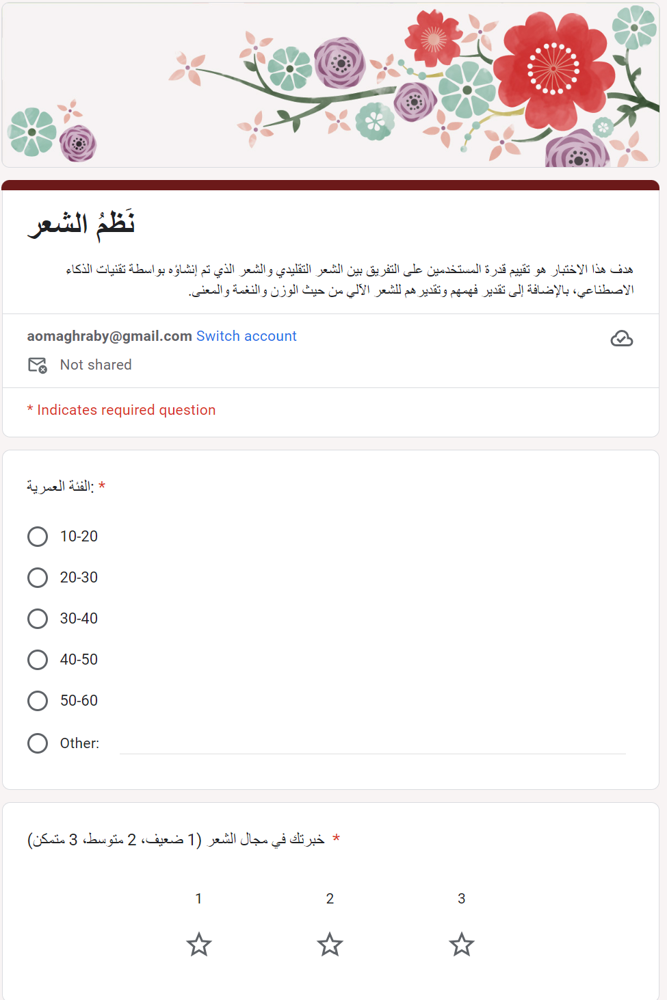 نَظمُ الشعر
هدف هذا الاختبار هو تقييم قدرة المستخدمين على التفريق بين الشعر التقليدي والشعر الذي تم إنشاؤه بواسطة تقنيات الذكاء
الاصطناعي، بالإضافة إلى تقدير فهمهم وتقديرهم للشعر الآلي من حيث الوزن والنغمة والمعنى.
aomaghraby@gmail.com Switch account
Not shared
* Indicates required question
الفئة العمرية: *
10-20
20-30
30-40
40-50
50-60
Other:
خبرتك في مجال الشعر (1 ضعيف، 2 متوسط، 3 متمكن) *
1 2 3